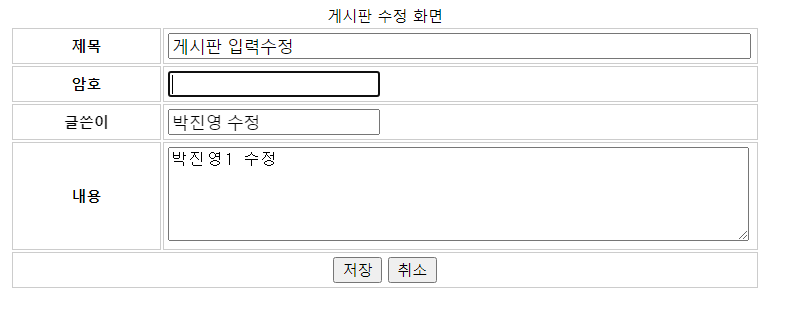 게시판 수정 화면
제목 게시판 입력수정
암호
글쓴이 박진영 수정
내용 박진영1 수정
저장 취소